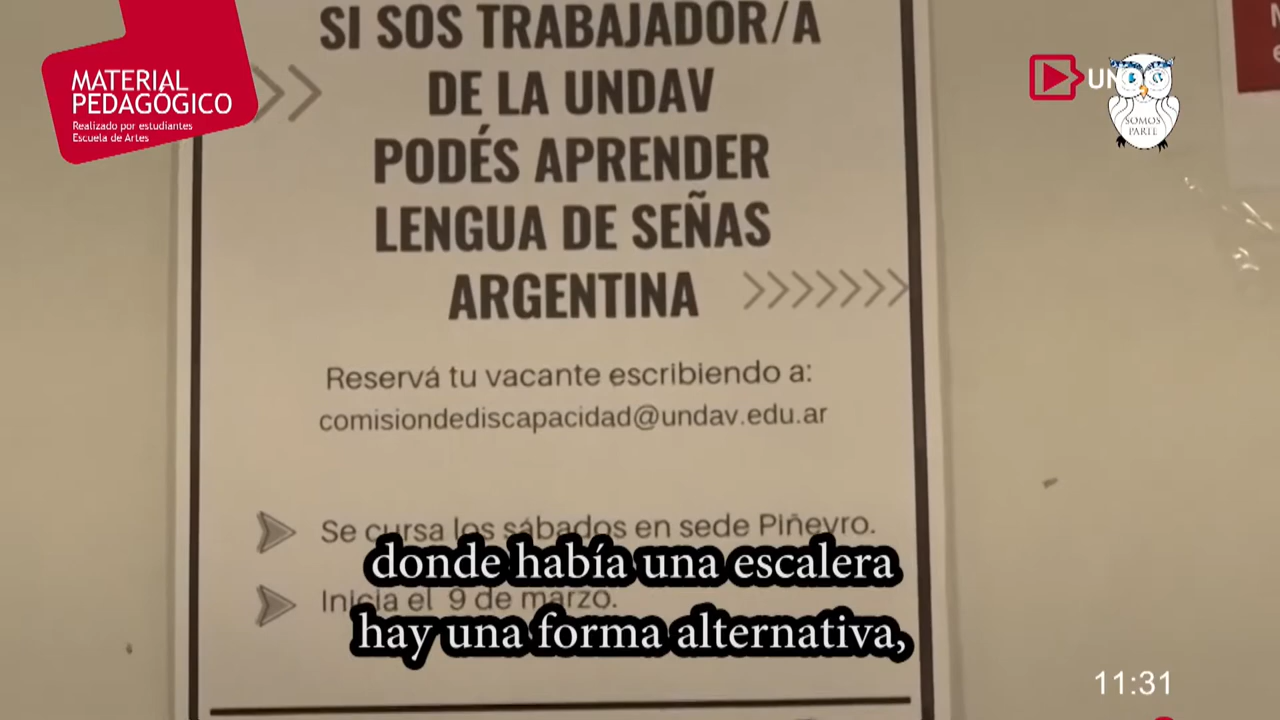 MATERIAL
PEDAGÓGICO
Realizado por estudiantes
Escuela de Artes
SI SOS TRABAJADOR/A
DE LA UNDAV
PODÉS APRENDER
LENGUA DE SEÑAS
ARGENTINA
Reservá tu vacante escribiendo a:
comisiondediscapacidad@undav.edu.ar
Se cursa los sábados en sede Piñeyro.
Inicia el 9 de marzo.
donde había una escalera
hay una forma alternativa,
SOMOS
PARTE
11:31